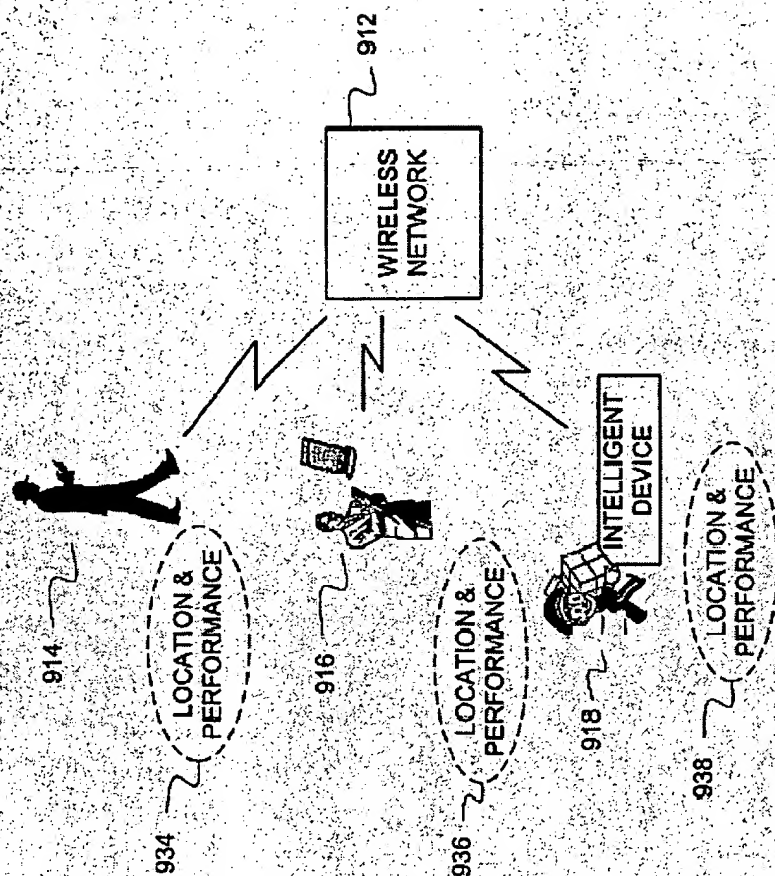 912
WIRELESS
NETWORK
914
LOCATION &
PERFORMANCE
934
916
LOCATION &
PERFORMANCE
936
INTELLIGENT
DEVICE
918
LOCATION &
PERFORMANCE
938